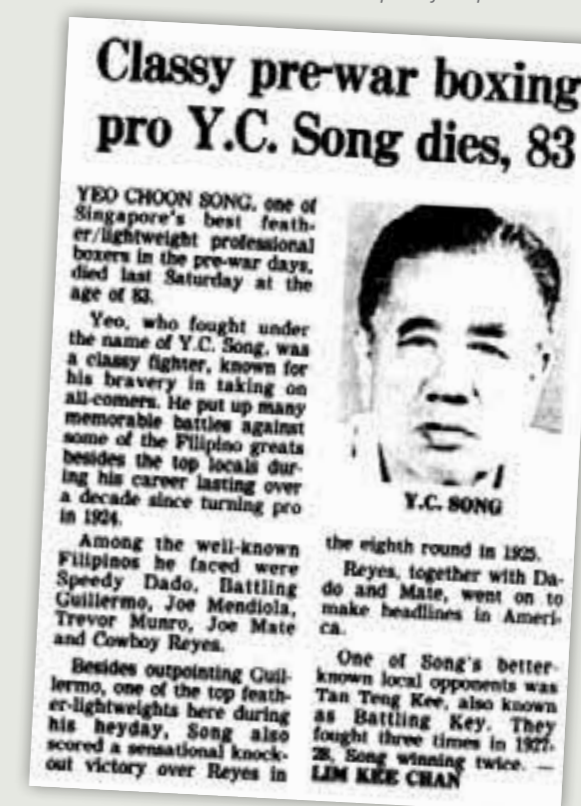 Classy pre-war boxing
pro Y.C. Song dies, 83
YEO CHOON SONG, one of
Singapore's best feath-
er/lightweight professional
boxers in the pre-war days,
died last Saturday at the
age of 83.
Yeo, who fought under
the name of Y.C. Song, was
a classy fighter, known for
his bravery in taking on
all-comers. He put up many
memorable battles against
some of the Filipino greats
besides the top locals dur-
ing his career lasting over
a decade since turning pro
in 1924.
Among the well-known
Filipinos he faced were
Speedy Dado, Battling
Guillermo, Joe Mendiola,
Trevor Munro, Joe Mate
and Cowboy Reyes.
Besides outpointing Guil-
lermo, one of the top feath-
er-lightweights here during
his heyday, Song also
scored a sensational knock-
out victory over Reyes in
Y.C. SONG
the eighth round in 1925.
Reyes, together with Da-
do and Mate, went on to
make headlines in Ameri-
ca.
One of Song's better-
known local opponents was
Tan Teng Kee, also known
as Battling Key. They
fought three times in 1927-
28, Song winning twice. —
LIM KEE CHAN